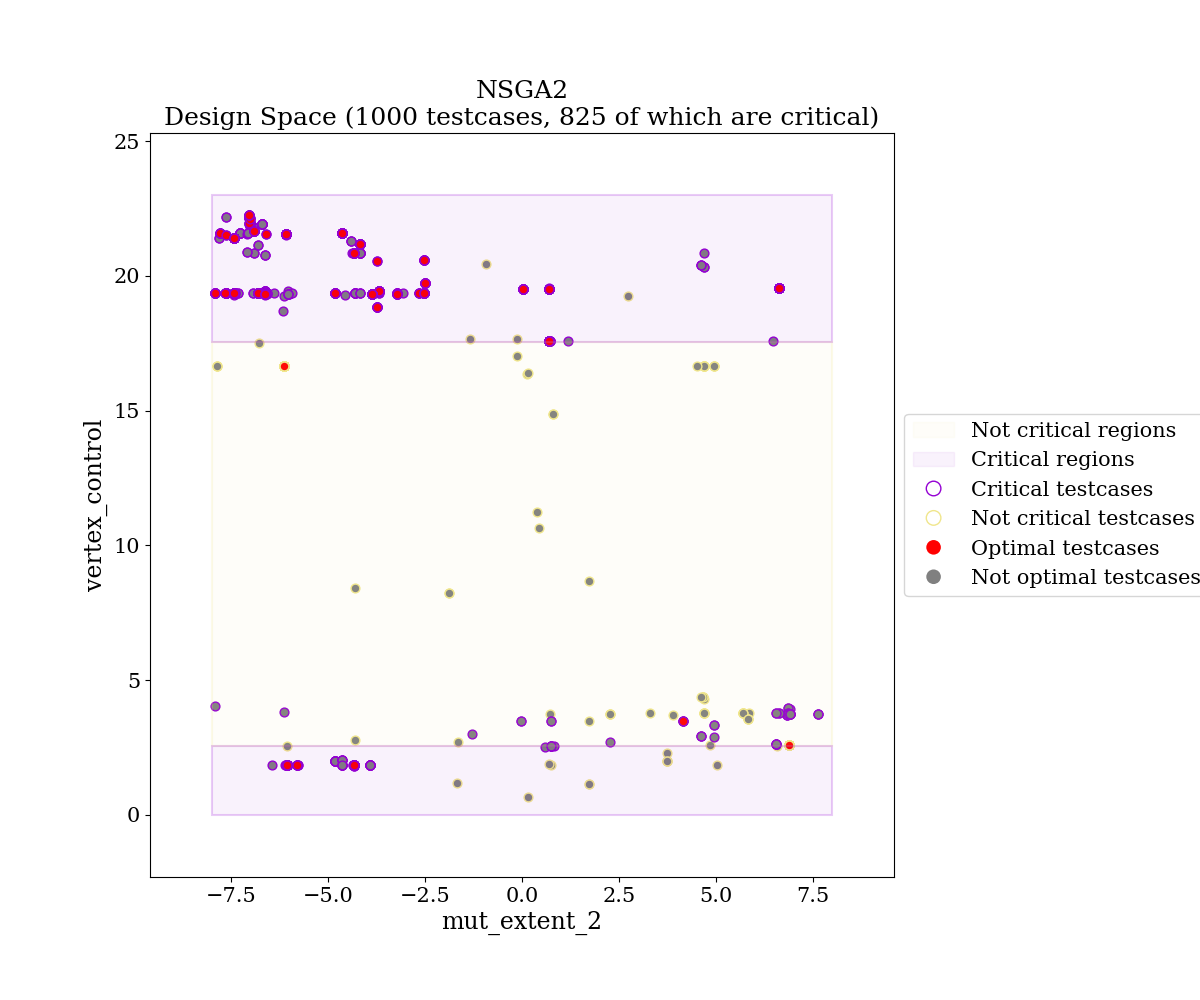 NSGA2
Design Space (1000 testcases, 825 of which are critical)
25
20
15
10
5
0
vertex_control
−7.5
−5.0
−2.5
0.0
2.5
5.0
7.5
mut_extent_2
Not critical regions
Critical regions
Critical testcases
Not critical testcases
Optimal testcases
Not optimal testcases